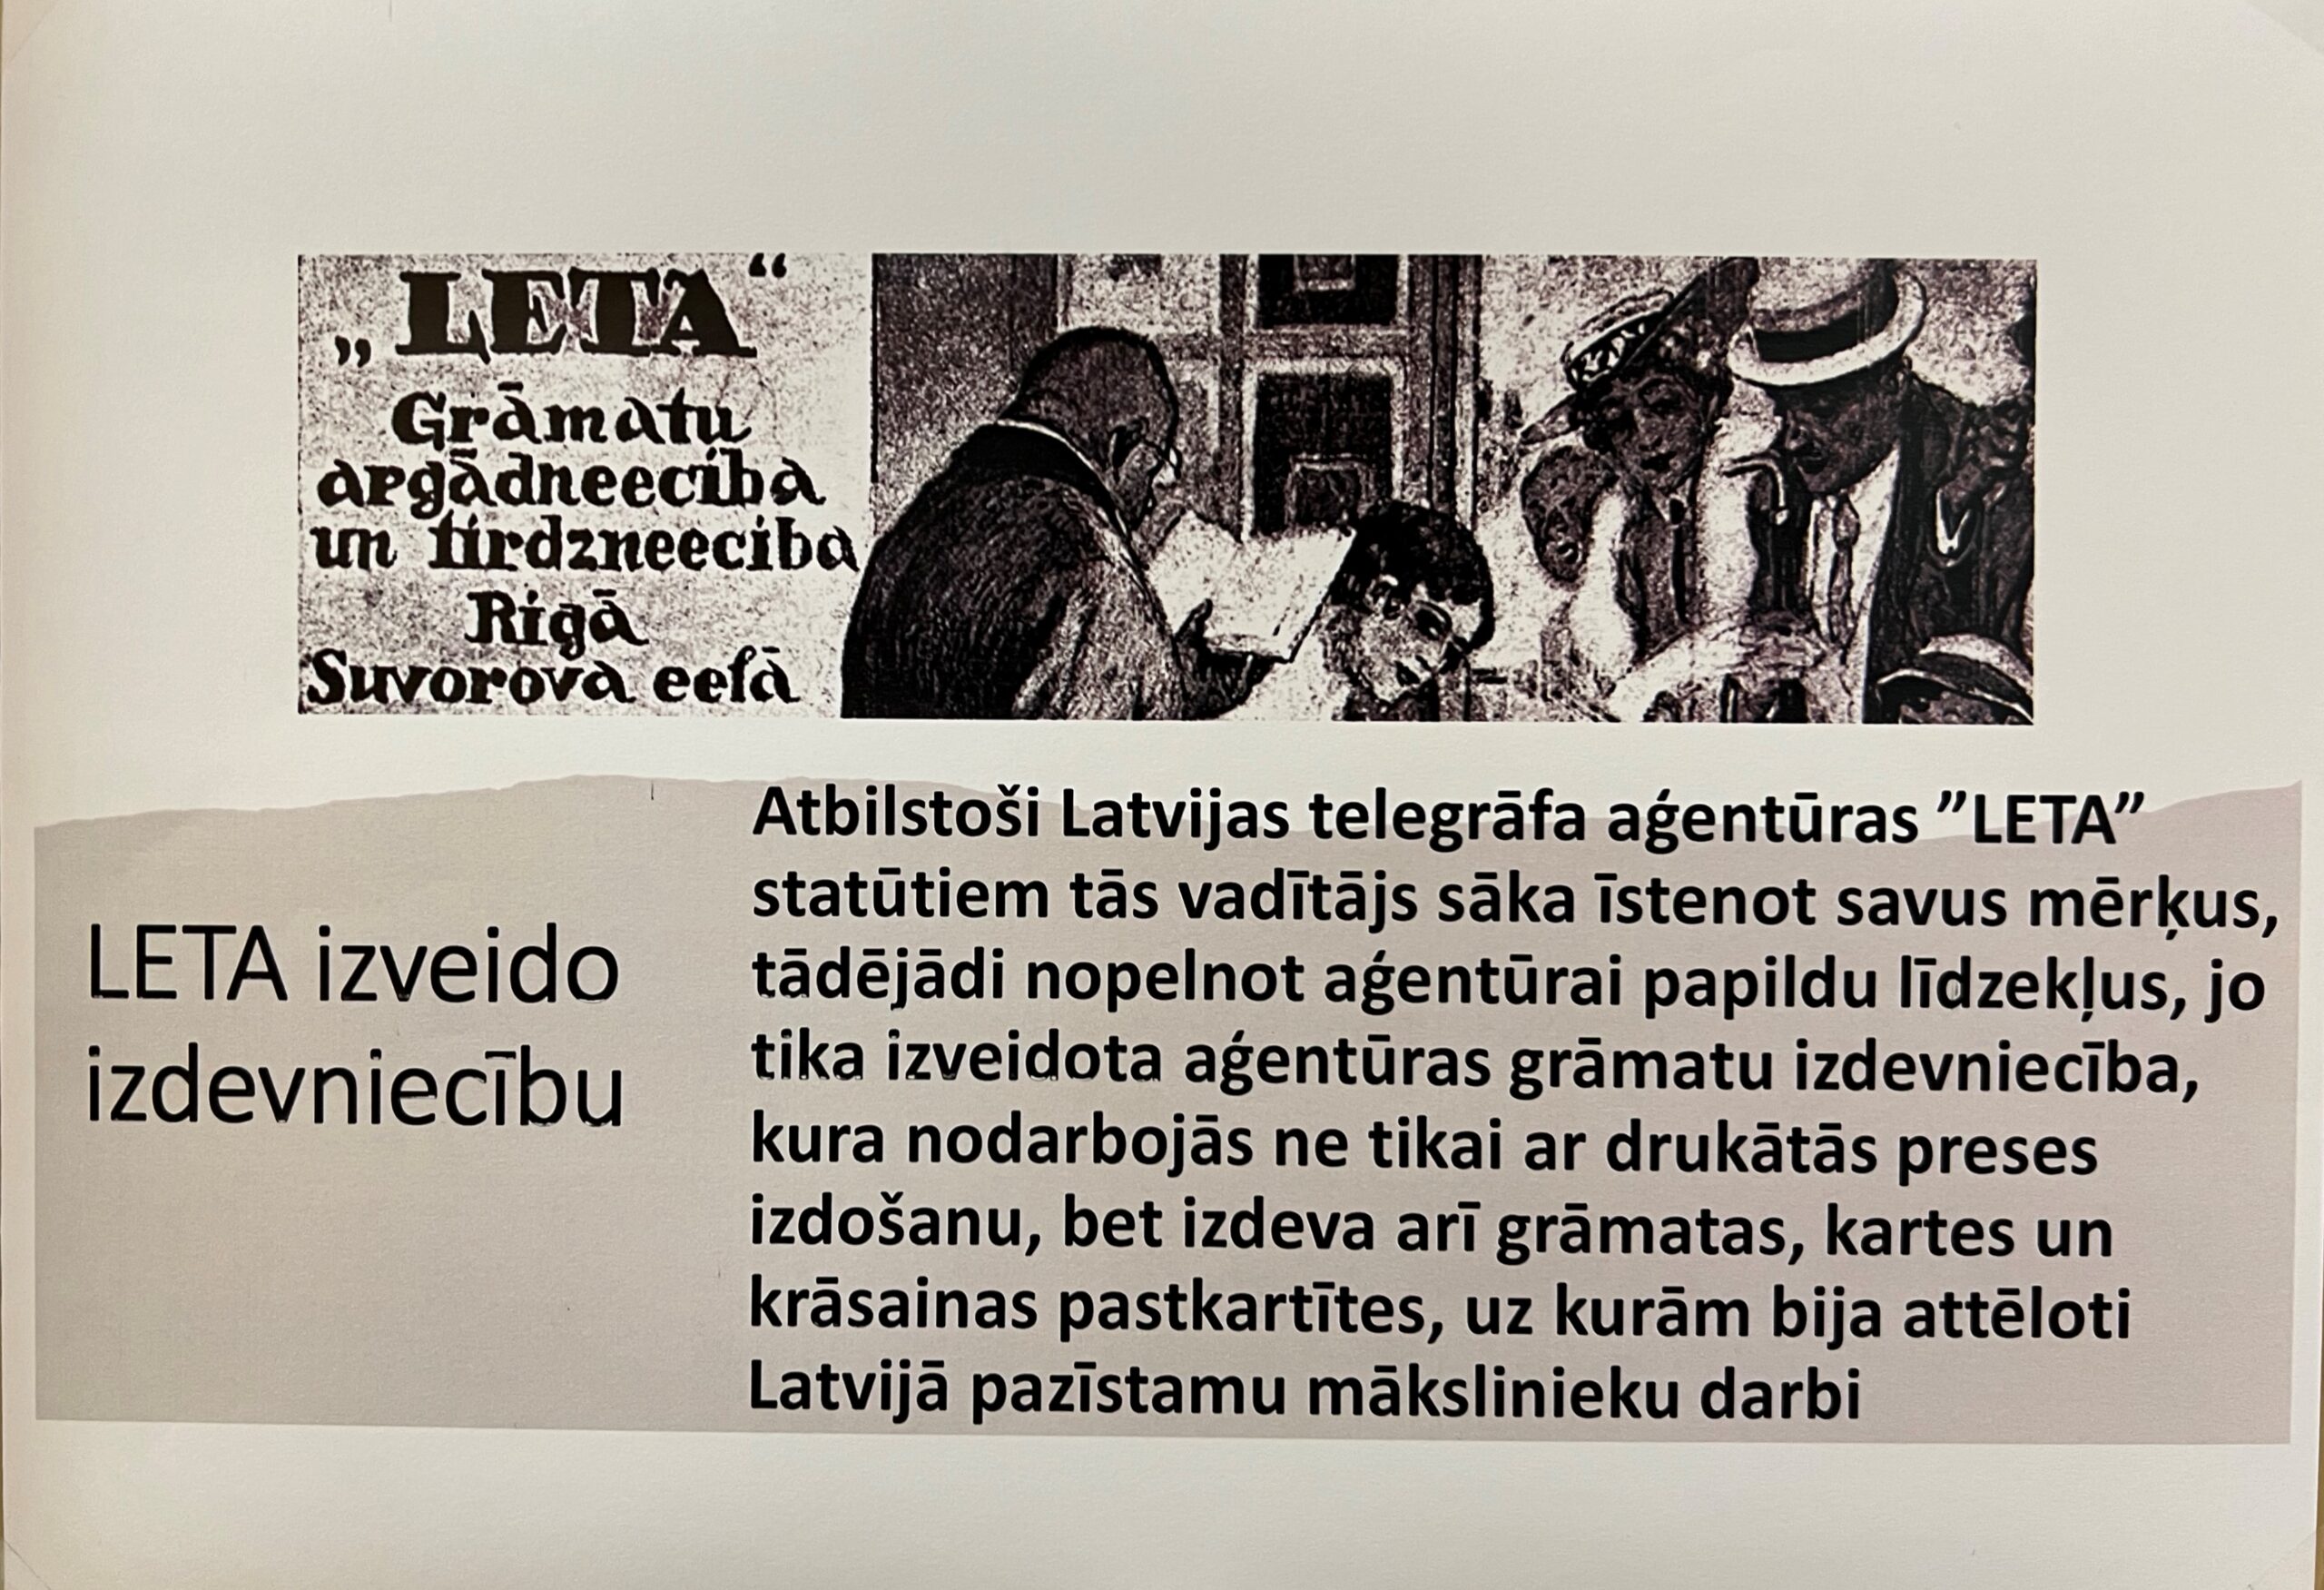 „LETA“
Grāmatu
apgādneecība
un tirdzneecība
Rigā
Suvorova eeſā
LETA izveido
izdevniecību
Atbilstoši Latvijas telegrāfa aģentūras ”LETA”
statūtiem tās vadītājs sāka īstenot savus mērķus,
tādējādi nopelnot aģentūrai papildu līdzekļus, jo
tika izveidota aģentūras grāmatu izdevniecība,
kura nodarbojās ne tikai ar drukātās preses
izdošanu, bet izdeva arī grāmatas, kartes un
krāsainas pastkartītes, uz kurām bija attēloti
Latvijā pazīstamu mākslinieku darbi